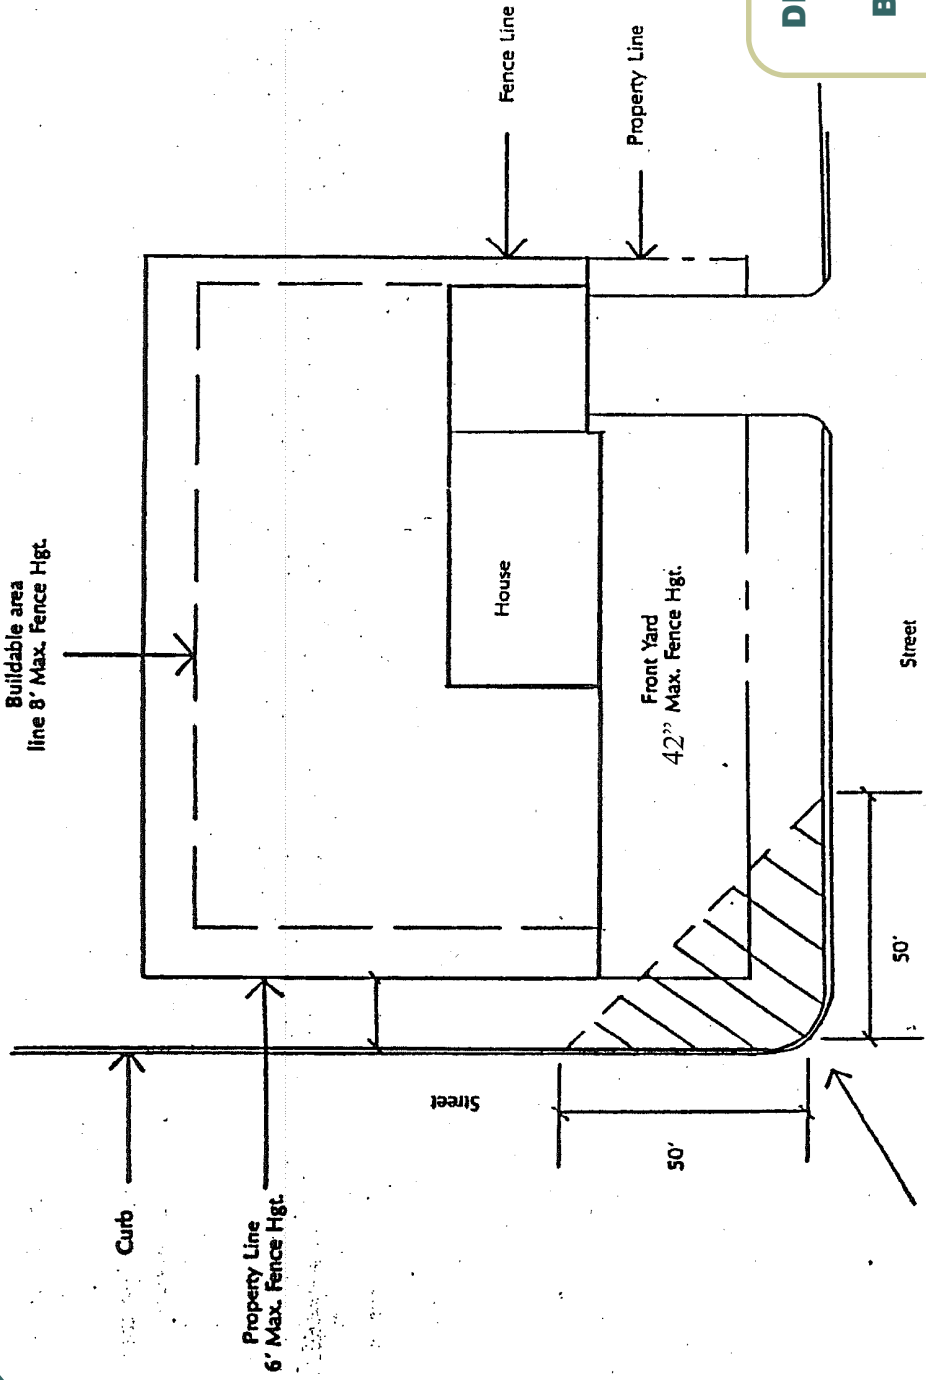 Buildable area
line 8' Max. Fence Hgt.
Fence Line
Property Line
House
Front Yard
42” Max. Fence Hgt.
Street
50'
Street
50'
Curb
Property Line
6' Max. Fence Hgt.